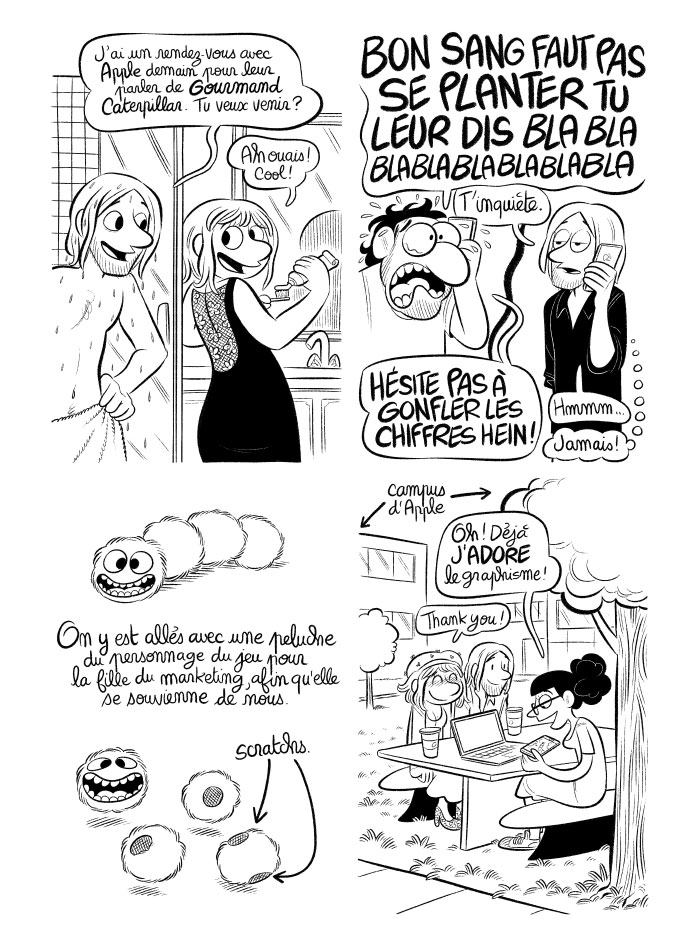 J'ai un rendez-vous avec
Apple demain pour leur
parler de Gourmand
Caterpillar. Tu veux venir?
Ah ouais!
Cool!
BON SANG FAUT PAS
SE PLANTER TU
LEUR DIS BLA BLA
BLABLABLABLABLABLA
T'inquiète.
HÉSITE PAS À
GONFLER LES
CHIFFRES HEIN!
Hmmm...
Jamais!
On y est allés avec une peluche
du personnage du jeu pour
la fille du marketing, afin qu'elle
se souvienne de nous.
scratchs.
campus
d'Apple
Oh! Déjà
J'ADORE
le graphisme!
Thank you!